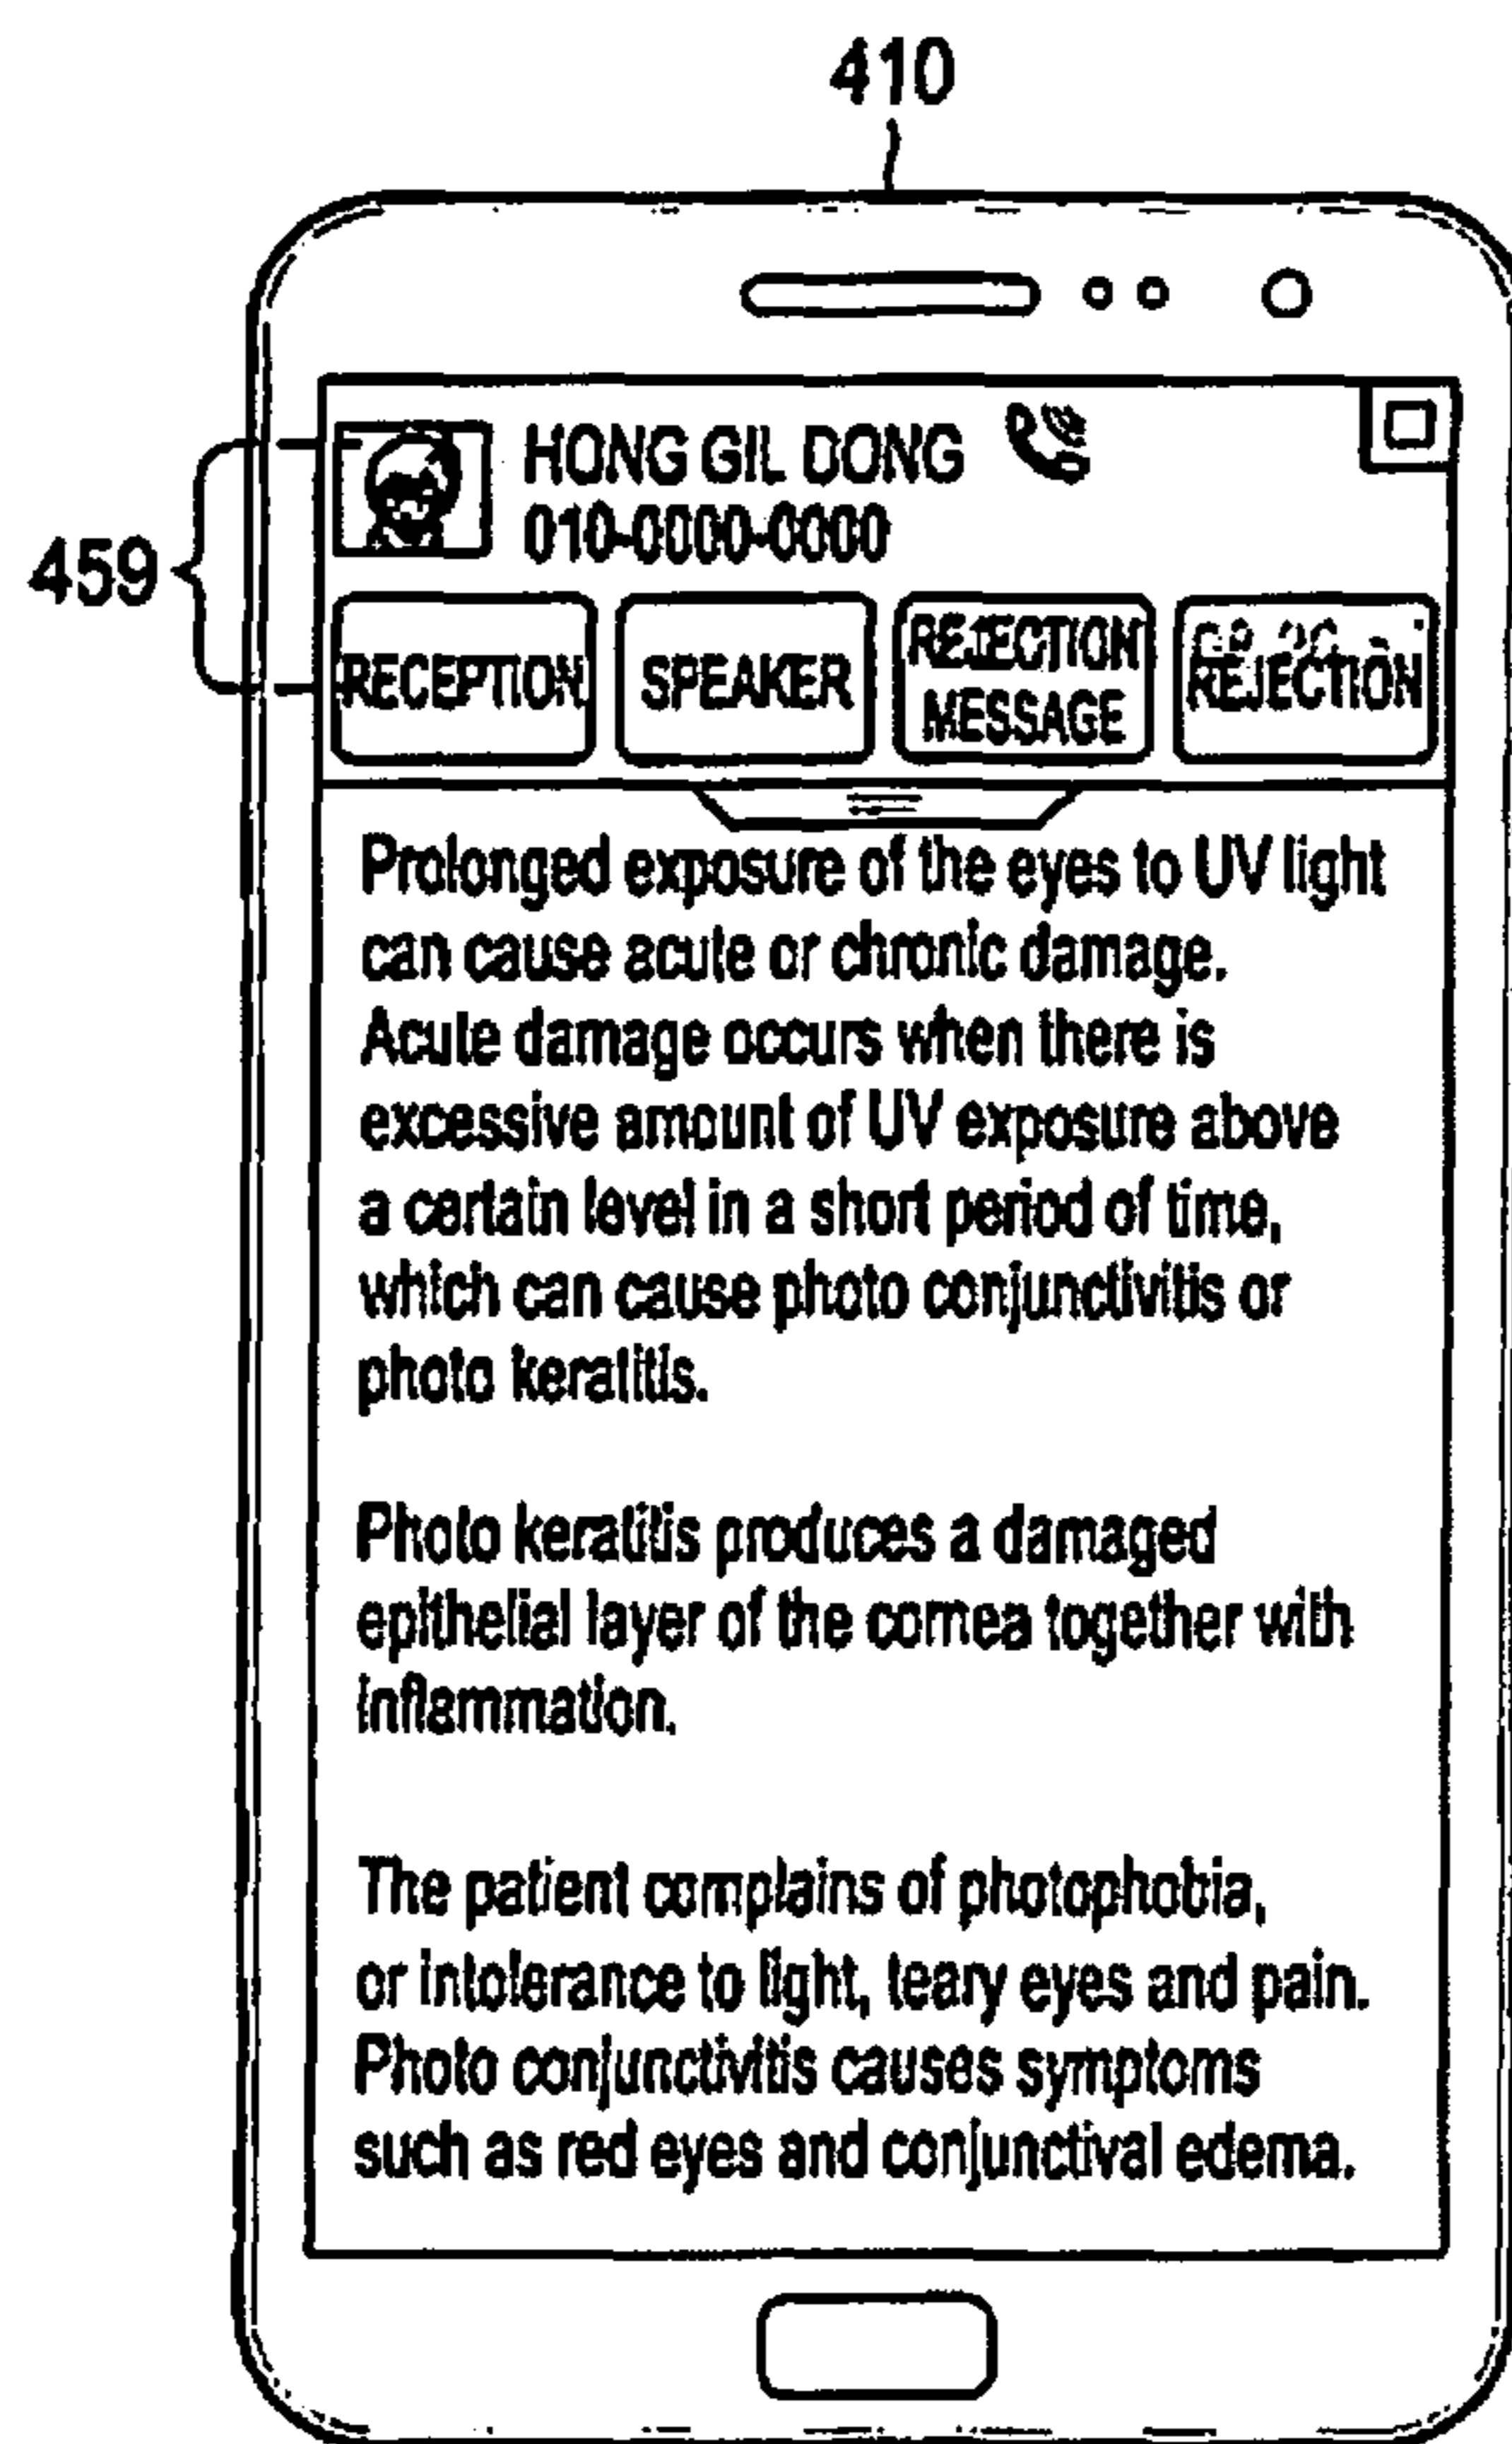 410
459
HONG GIL DONG
010-0000-0000
RECEPTION
SPEAKER
REJECTION
MESSAGE
REJECTION
Prolonged exposure of the eyes to UV light
can cause acute or chronic damage.
Acute damage occurs when there is
excessive amount of UV exposure above
a certain level in a short period of time,
which can cause photo conjunctivitis or
photo keratitis.
Photo keratitis produces a damaged
epithelial layer of the cornea together with
inflammation.
The patient complains of photophobia,
or intolerance to light, teary eyes and pain.
Photo conjunctivitis causes symptoms
such as red eyes and conjunctival edema.